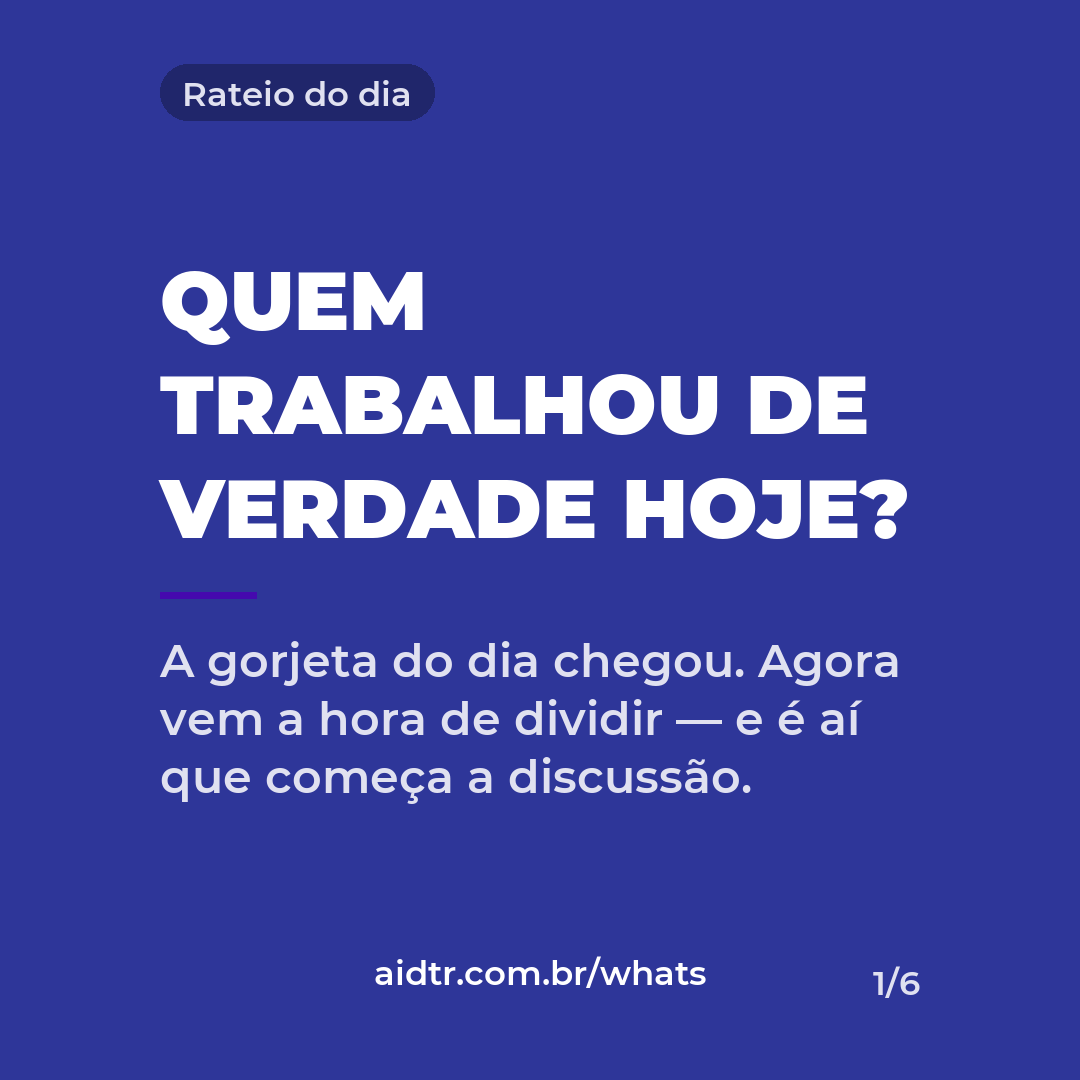 Rateio do dia
QUEM
TRABALHOU DE
VERDADE HOJE?
A gorjeta do dia chegou. Agora
vem a hora de dividir — e é aí
que começa a discussão.
aidtr.com.br/whats
1/6